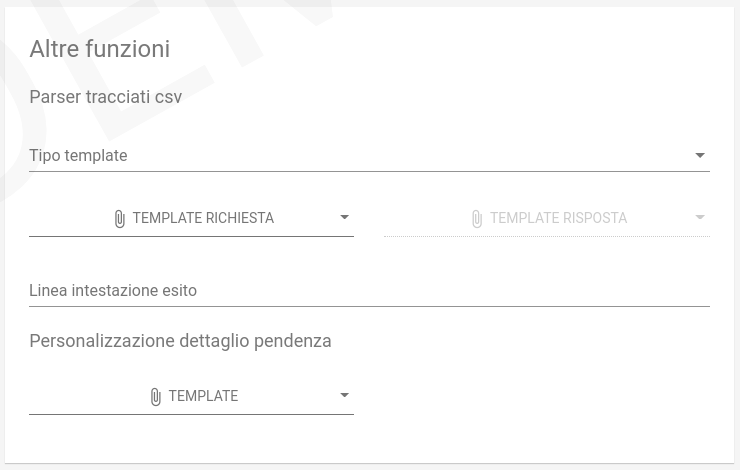 Altre funzioni
Parser tracciati csv
Tipo template
TEMPLATE RICHIESTA
TEMPLATE RISPOSTA
Linea intestazione esito
Personalizzazione dettaglio pendenza
TEMPLATE